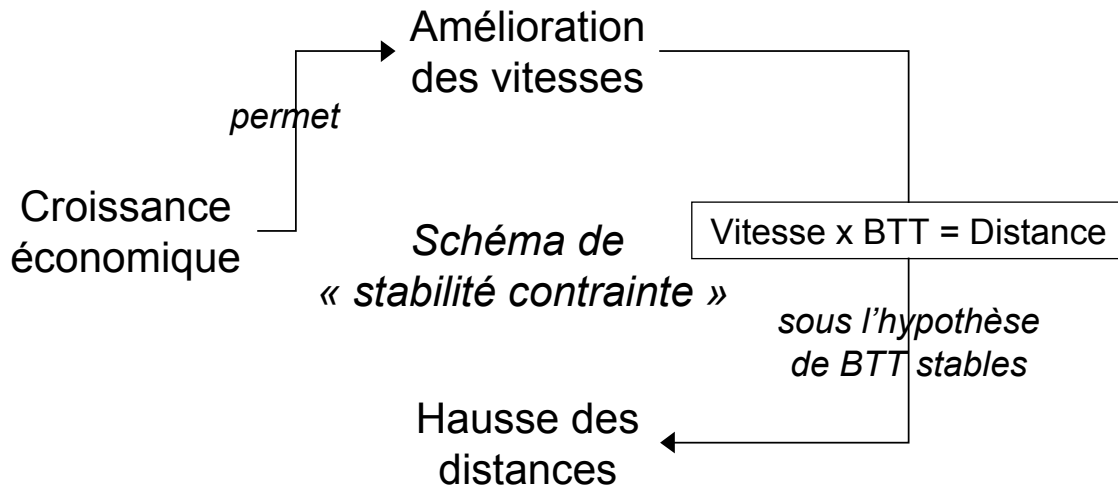 Amélioration
des vitesses
permet
Croissance
économique
Schéma de
« stabilité contrainte »
Vitesse x BTT = Distance
sous l’hypothèse
de BTT stables
Hausse des
distances